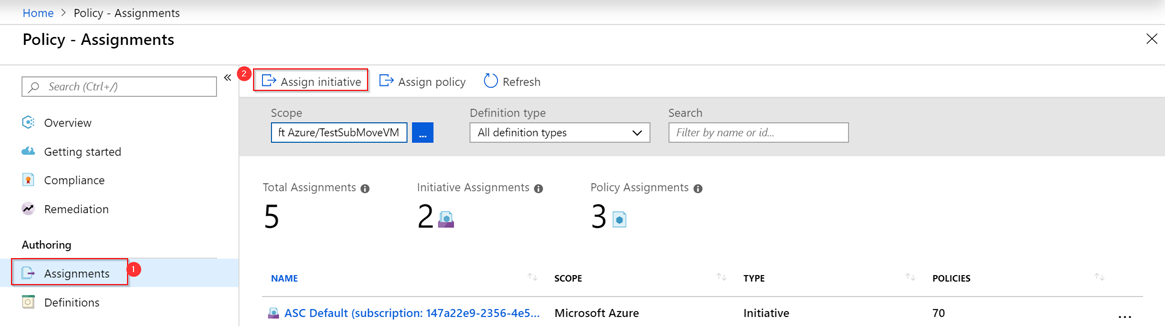 Home > Policy - Assignments
Policy - Assignments
Search (Ctrl+/)
«
Overview
Getting started
Compliance
Remediation
Authoring
1
Assignments
Definitions
2
Assign initiative
Assign policy
Refresh
Scope
Definition type
Search
ft Azure/TestSubMoveVM
...
All definition types
Filter by name or id...
Total Assignments
Initiative Assignments
Policy Assignments
5
2
3
NAME
SCOPE
TYPE
POLICIES
ASC Default (subscription: 147a22e9-2356-4e5...
Microsoft Azure
Initiative
70
...